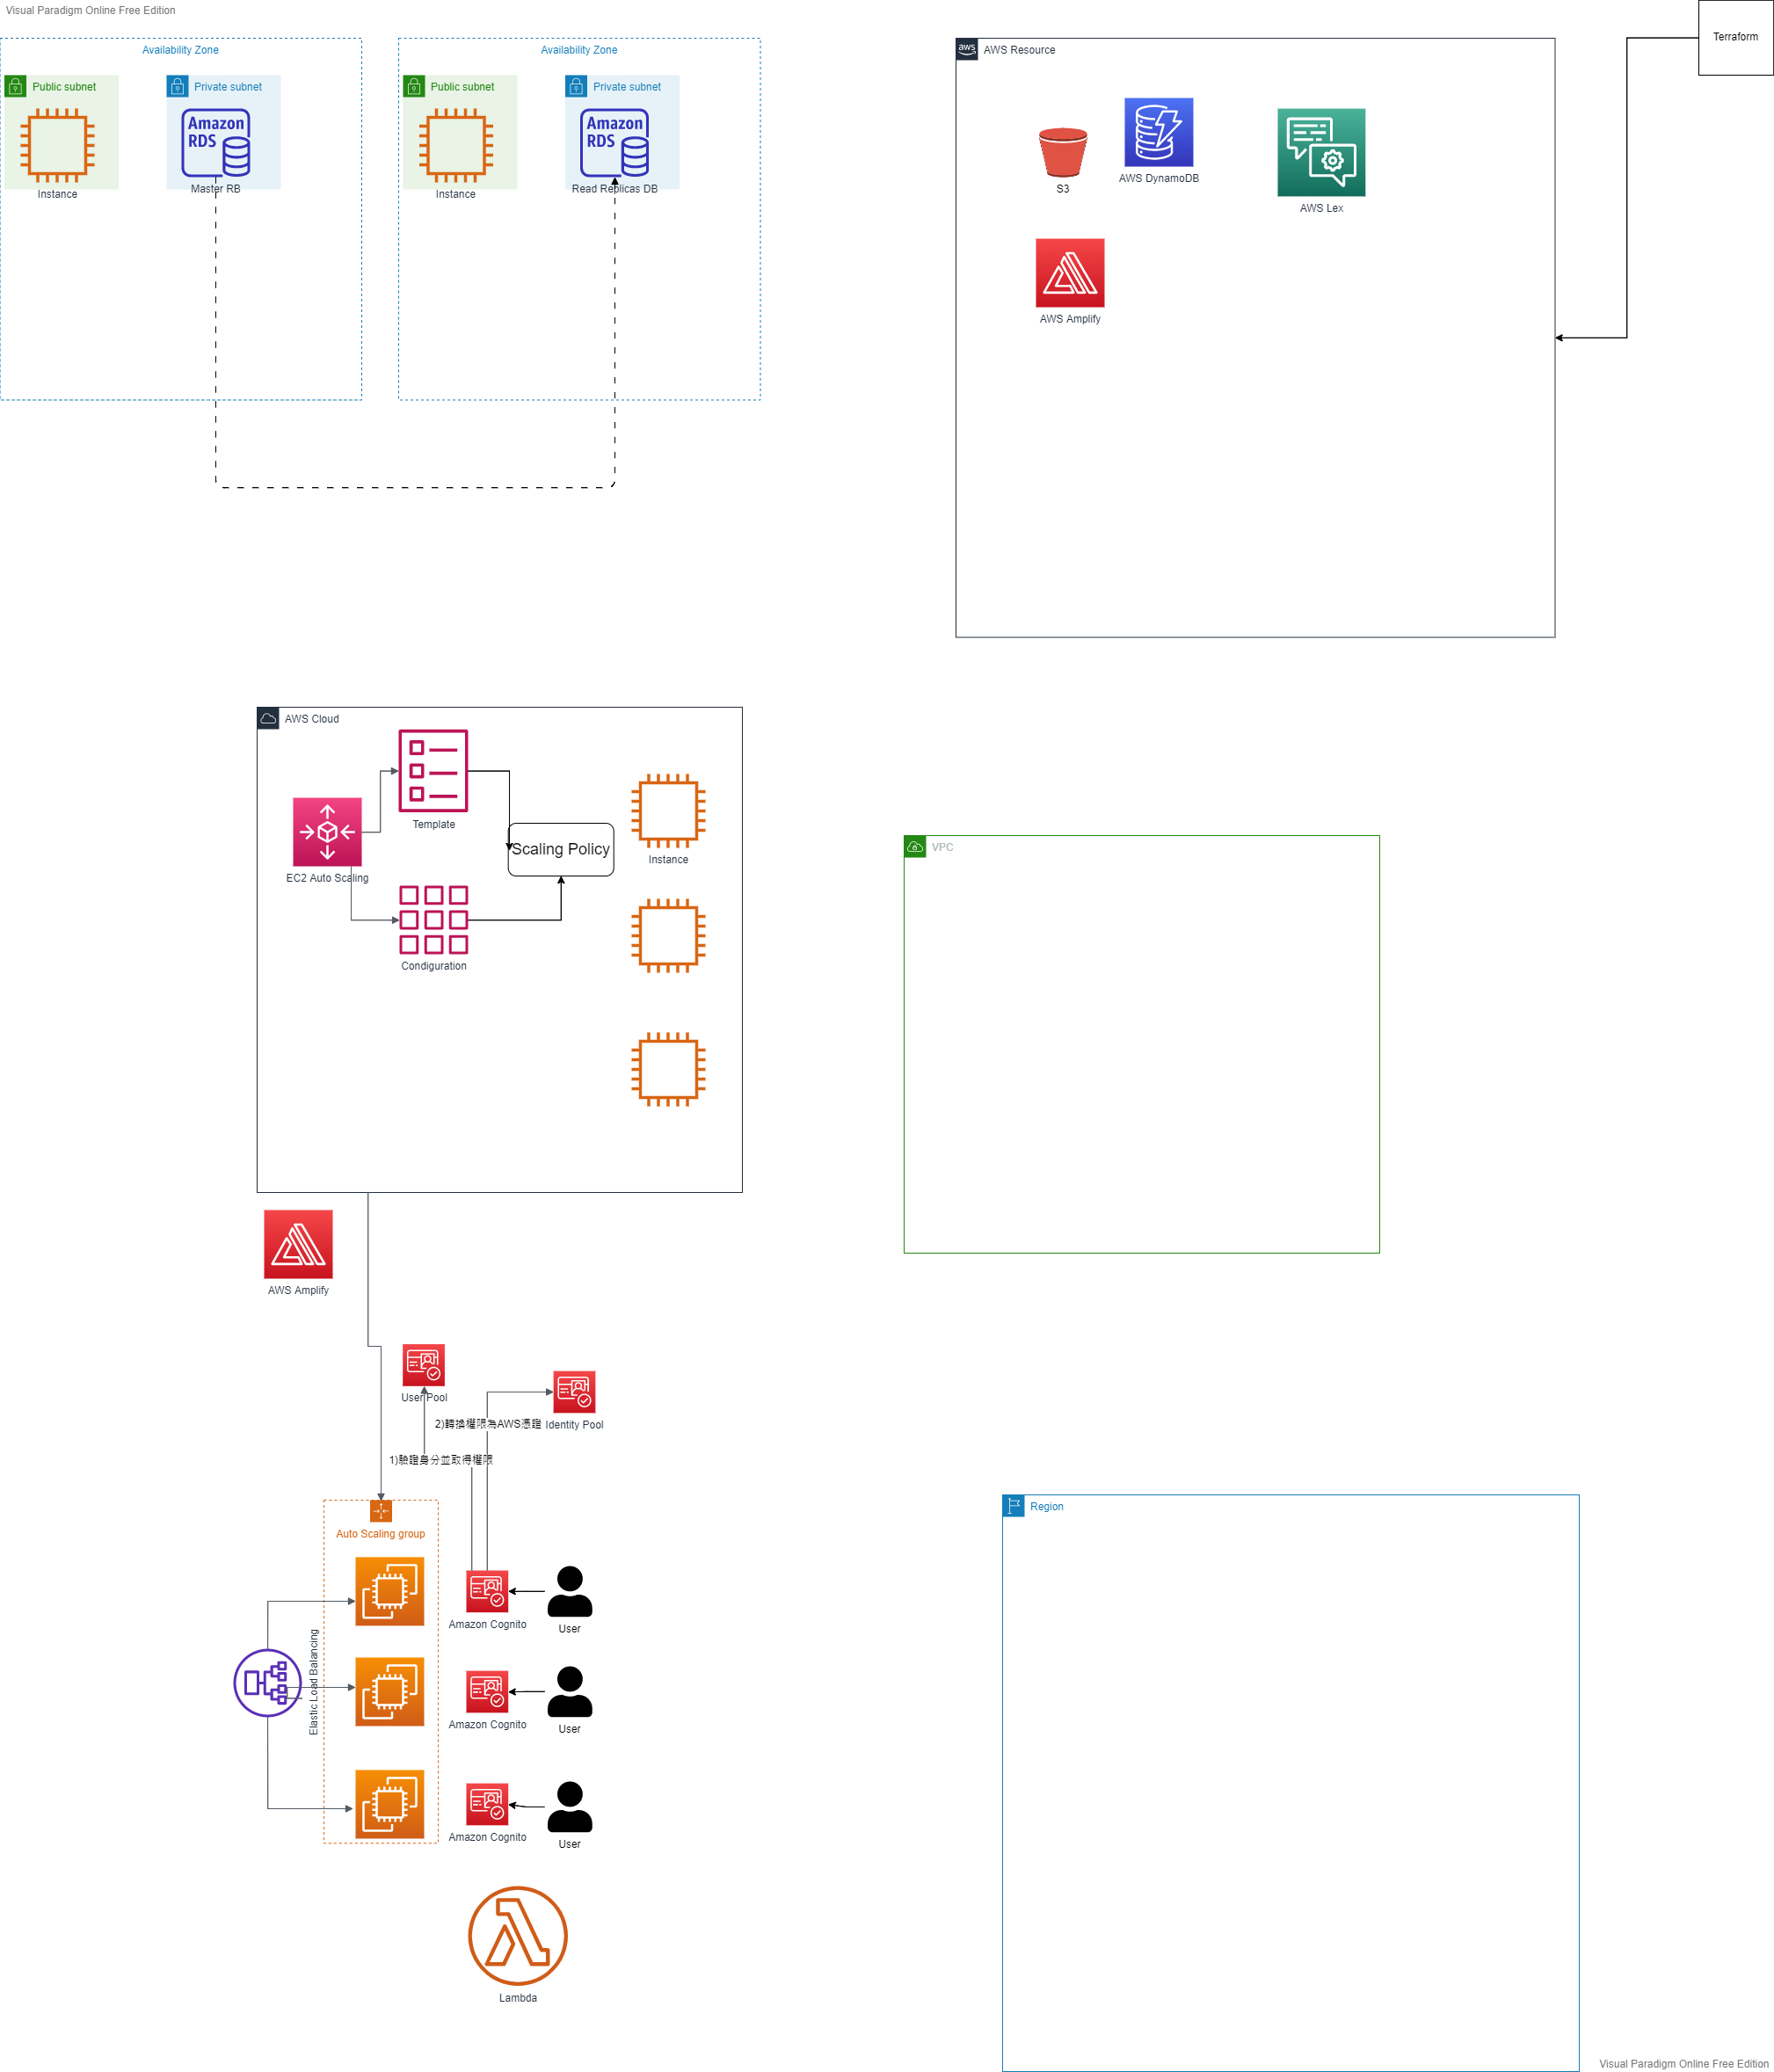 Visual Paradigm Online Free Edition
Availability Zone
Public subnet
Private subnet
Amazon
RDS
Instance
Master RB
Availability Zone
Public subnet
Private subnet
Amazon
RDS
Instance
Read Replicas DB
aws
AWS Resource
S3
AWS DynamoDB
AWS Lex
AWS Amplify
Terraform
AWS Cloud
Template
EC2 Auto Scaling
Scaling Policy
Condiguration
Instance
VPC
AWS Amplify
User Pool
Identity Pool
2)轉換權限為AWS憑證
1)驗證身分並取得權限
Auto Scaling group
Elastic Load Balancing
Amazon Cognito
User
Amazon Cognito
User
Amazon Cognito
User
Lambda
Region
Visual Paradigm Online Free Edition